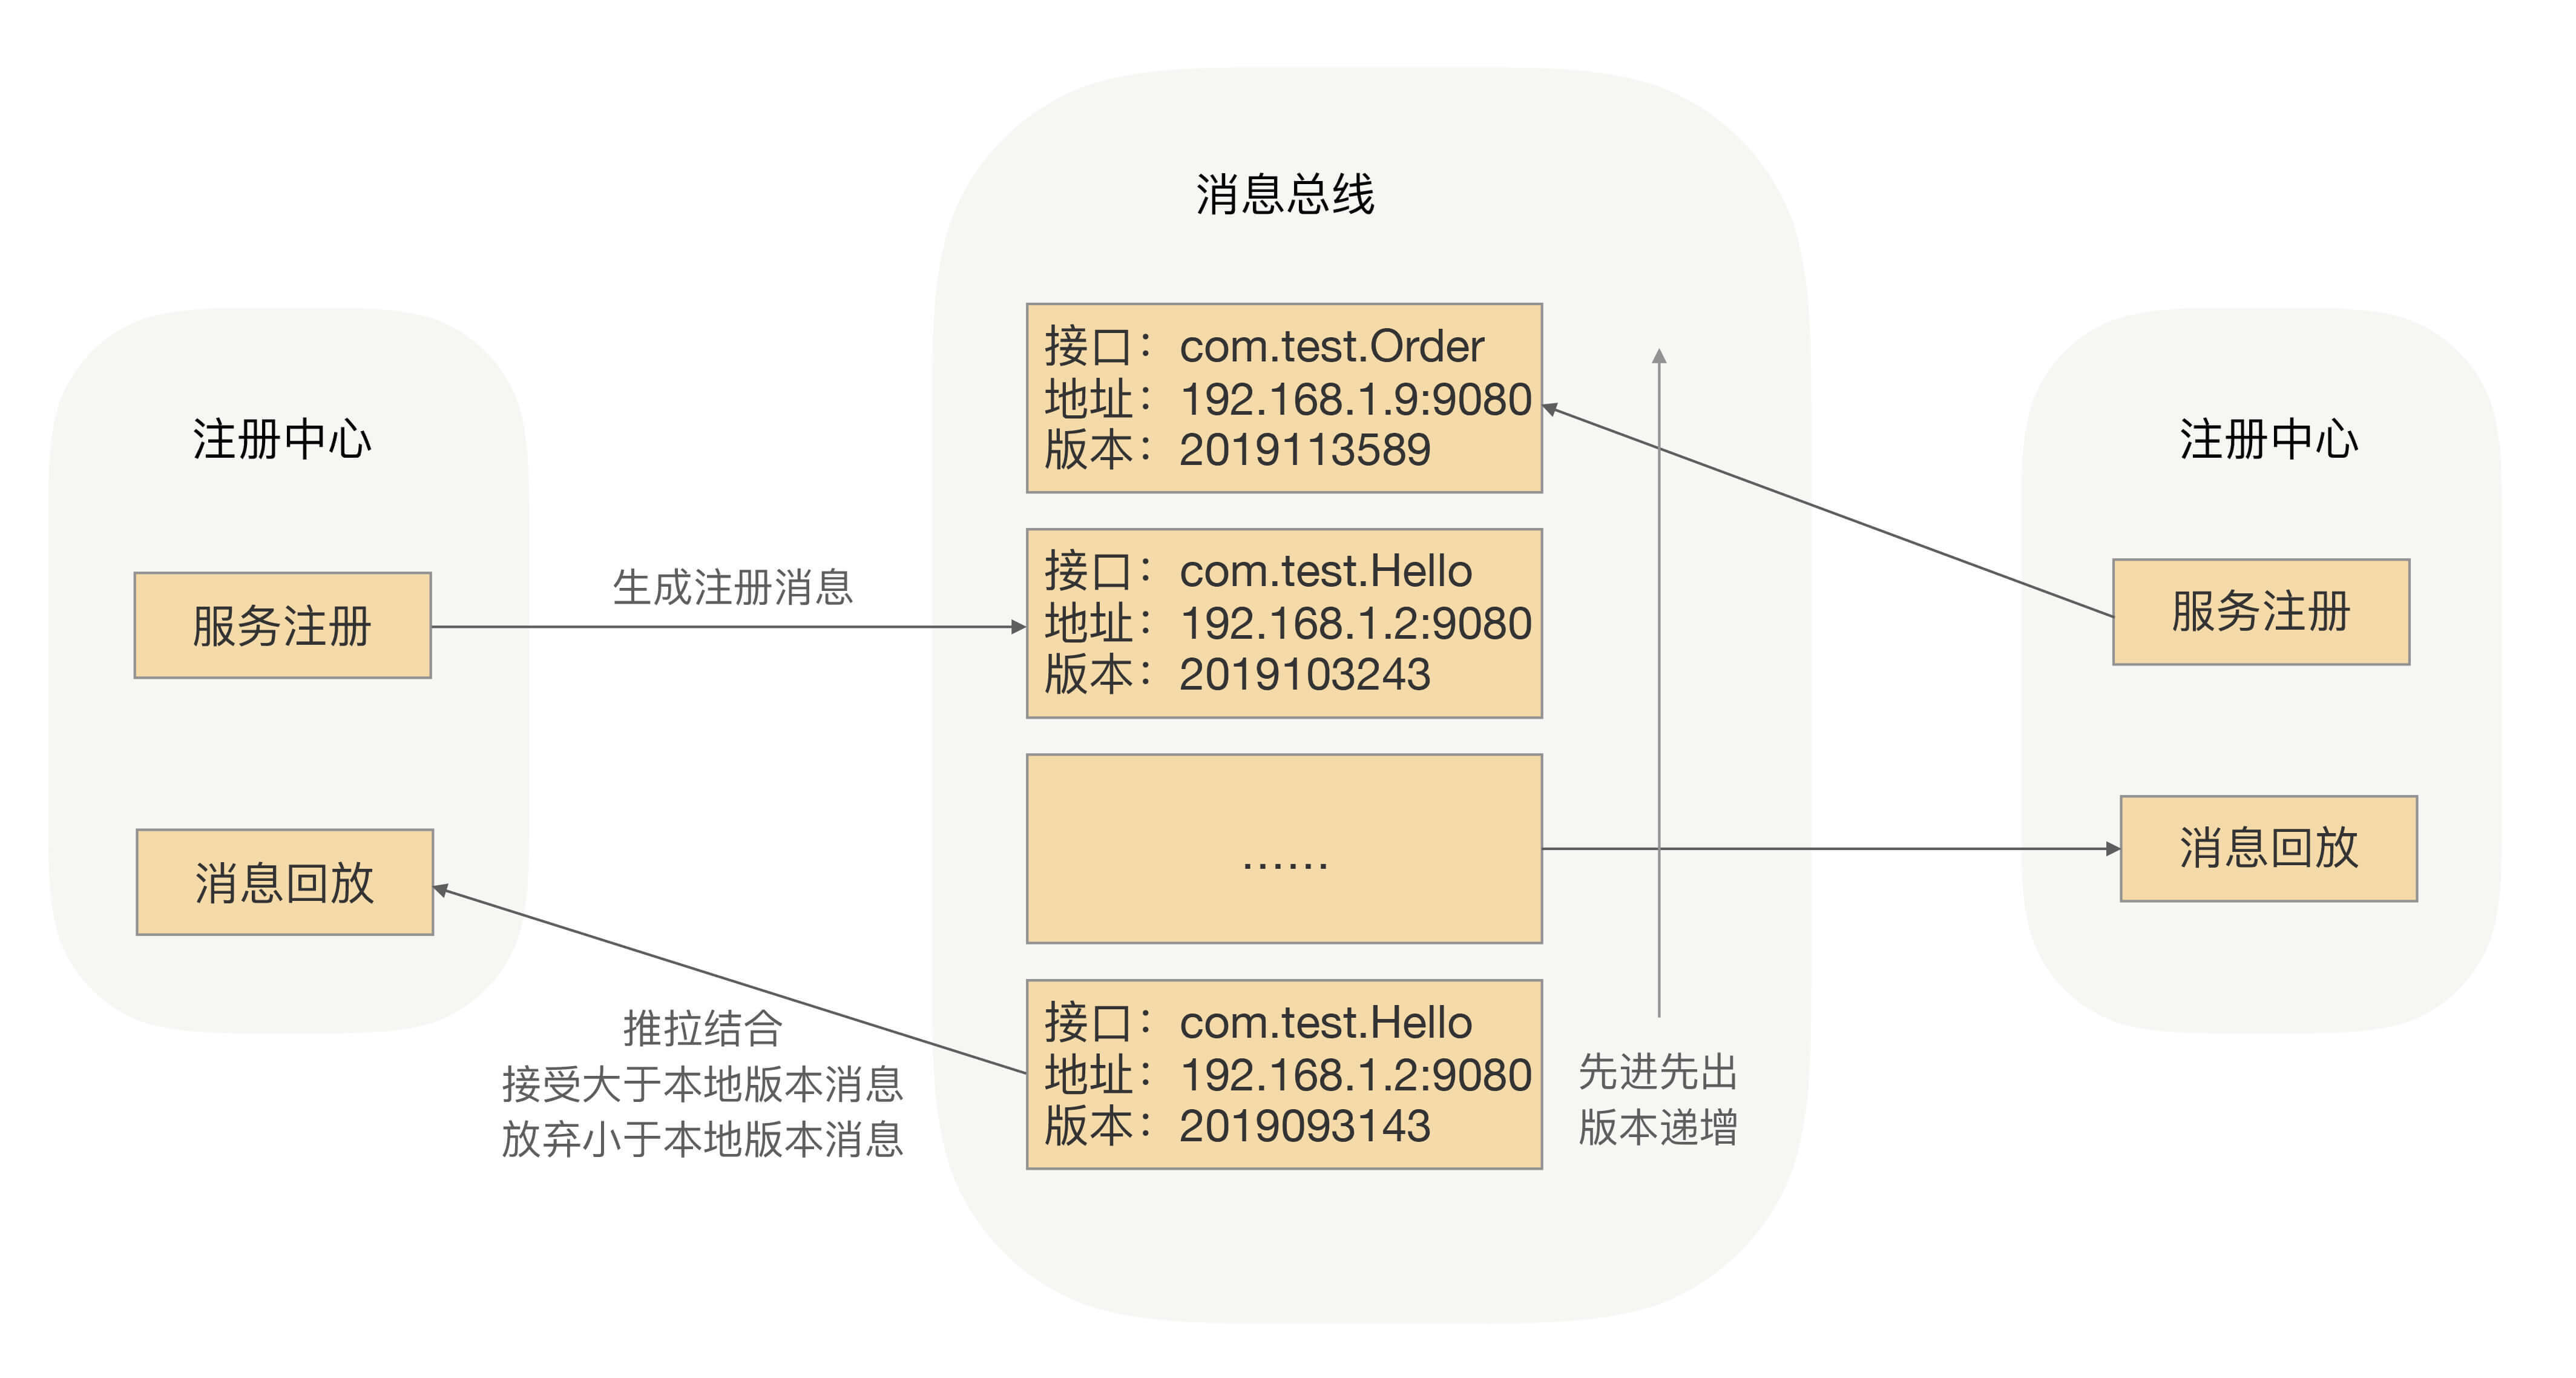 消息总线
注册中心
服务注册
消息回放
生成注册消息
推拉结合
接受大于本地版本消息
放弃小于本地版本消息
接口：com.test.Order
地址：192.168.1.9:9080
版本：2019113589
接口：com.test.Hello
地址：192.168.1.2:9080
版本：2019103243
......
接口：com.test.Hello
地址：192.168.1.2:9080
版本：2019093143
先进先出
版本递增
注册中心
服务注册
消息回放